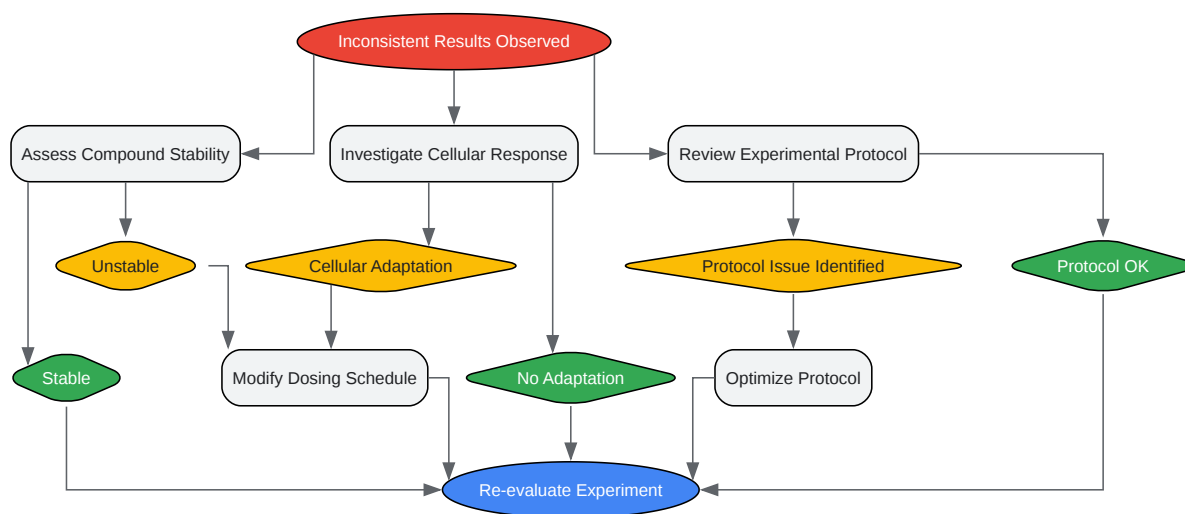 Inconsistent Results Observed
Assess Compound Stability
Investigate Cellular Response
Review Experimental Protocol
Unstable
Cellular Adaptation
Protocol Issue Identified
Protocol OK
Stable
Modify Dosing Schedule
No Adaptation
Optimize Protocol
Re-evaluate Experiment